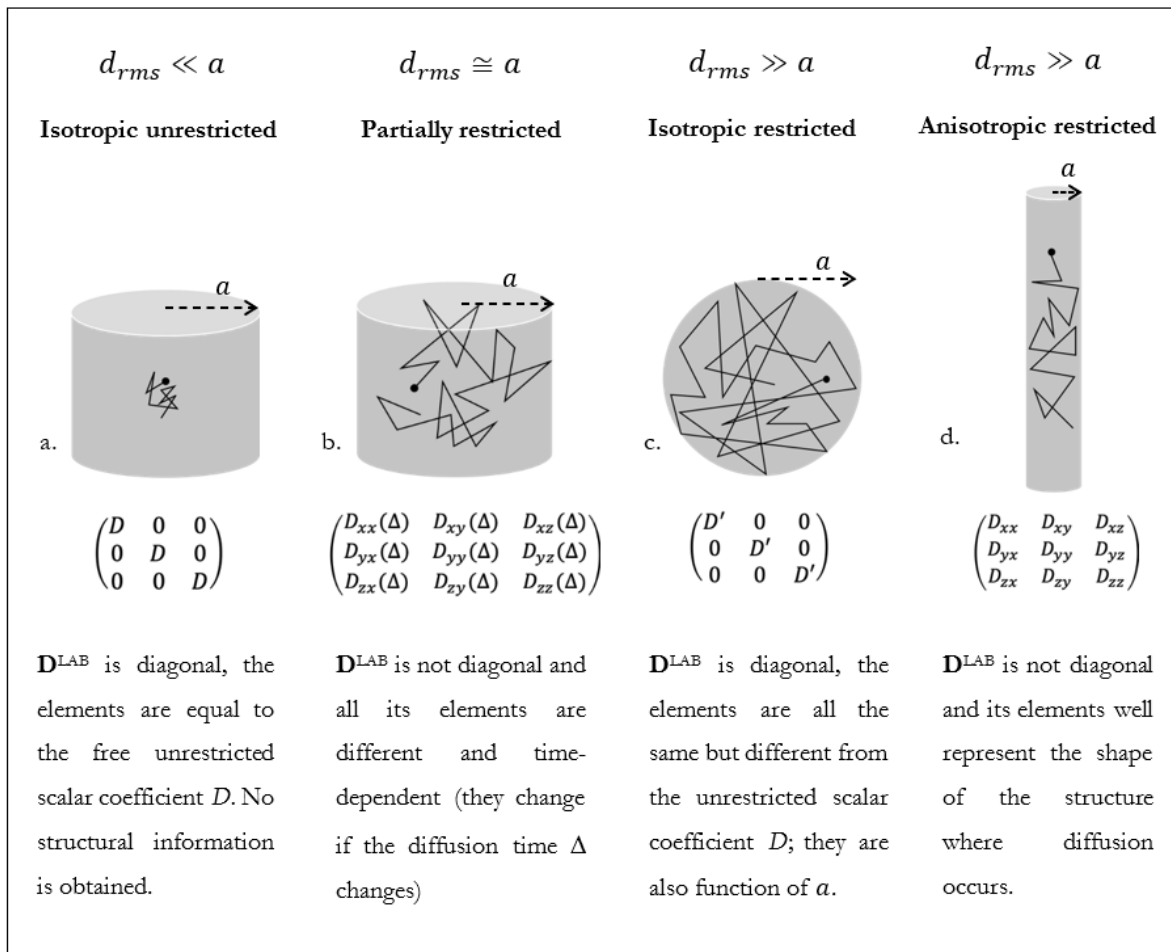 d_rms ≪ a
Isotropic unrestricted
a
a.
(D 0 0
0 D 0
0 0 D)
D^LAB is diagonal, the
elements are equal to
the free unrestricted
scalar coefficient D. No
structural information
is obtained.
d_rms ≅ a
Partially restricted
a
b.
(D_xx(Δ) D_xy(Δ) D_xz(Δ)
D_yx(Δ) D_yy(Δ) D_yz(Δ)
D_zx(Δ) D_zy(Δ) D_zz(Δ))
D^LAB is not diagonal and
all its elements are
different and time-
dependent (they change
if the diffusion time Δ
changes)
d_rms ≫ a
Isotropic restricted
a
c.
(D′ 0 0
0 D′ 0
0 0 D′)
D^LAB is diagonal, the
elements are all the
same but different from
the unrestricted scalar
coefficient D; they are
also function of a.
d_rms ≫ a
Anisotropic restricted
a
d.
(D_xx D_xy D_xz
D_yx D_yy D_yz
D_zx D_zy D_zz)
D^LAB is not diagonal
and its elements well
represent the shape
of the structure
where diffusion
occurs.